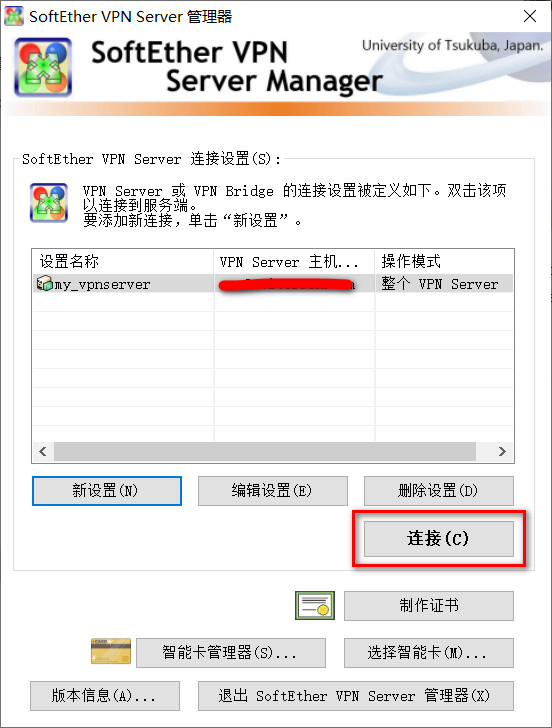 SoftEther VPN Server 管理器
SoftEther VPN
Server Manager
University of Tsukuba, Japan.
SoftEther VPN Server 连接设置(S):
VPN Server 或 VPN Bridge 的连接设置被定义如下。双击该项
以连接到服务端。
要添加新连接，单击“新设置”。
设置名称 VPN Server 主机... 操作模式
my_vpnserver 整个 VPN Server
新设置(N) 编辑设置(E) 删除设置(D)
连接(C)
制作证书
智能卡管理器(S)... 选择智能卡(M)...
版本信息(A)... 退出 SoftEther VPN Server 管理器(X)